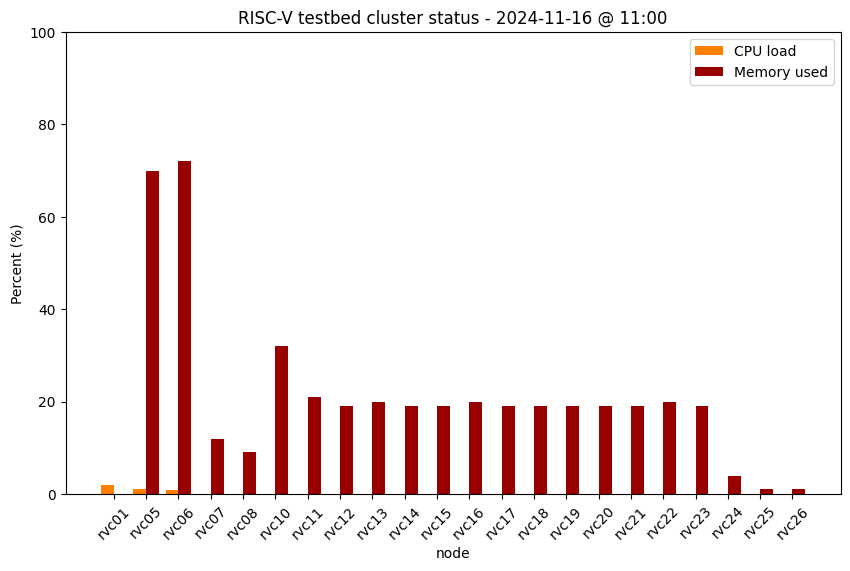 RISC-V testbed cluster status - 2024-11-16 @ 11:00
100
80
60
40
20
0
Percent (%)
CPU load
Memory used
rvc01
rvc05
rvc06
rvc07
rvc08
rvc10
rvc11
rvc12
rvc13
rvc14
rvc15
rvc16
rvc17
rvc18
rvc19
rvc20
rvc21
rvc22
rvc23
rvc24
rvc25
rvc26
node